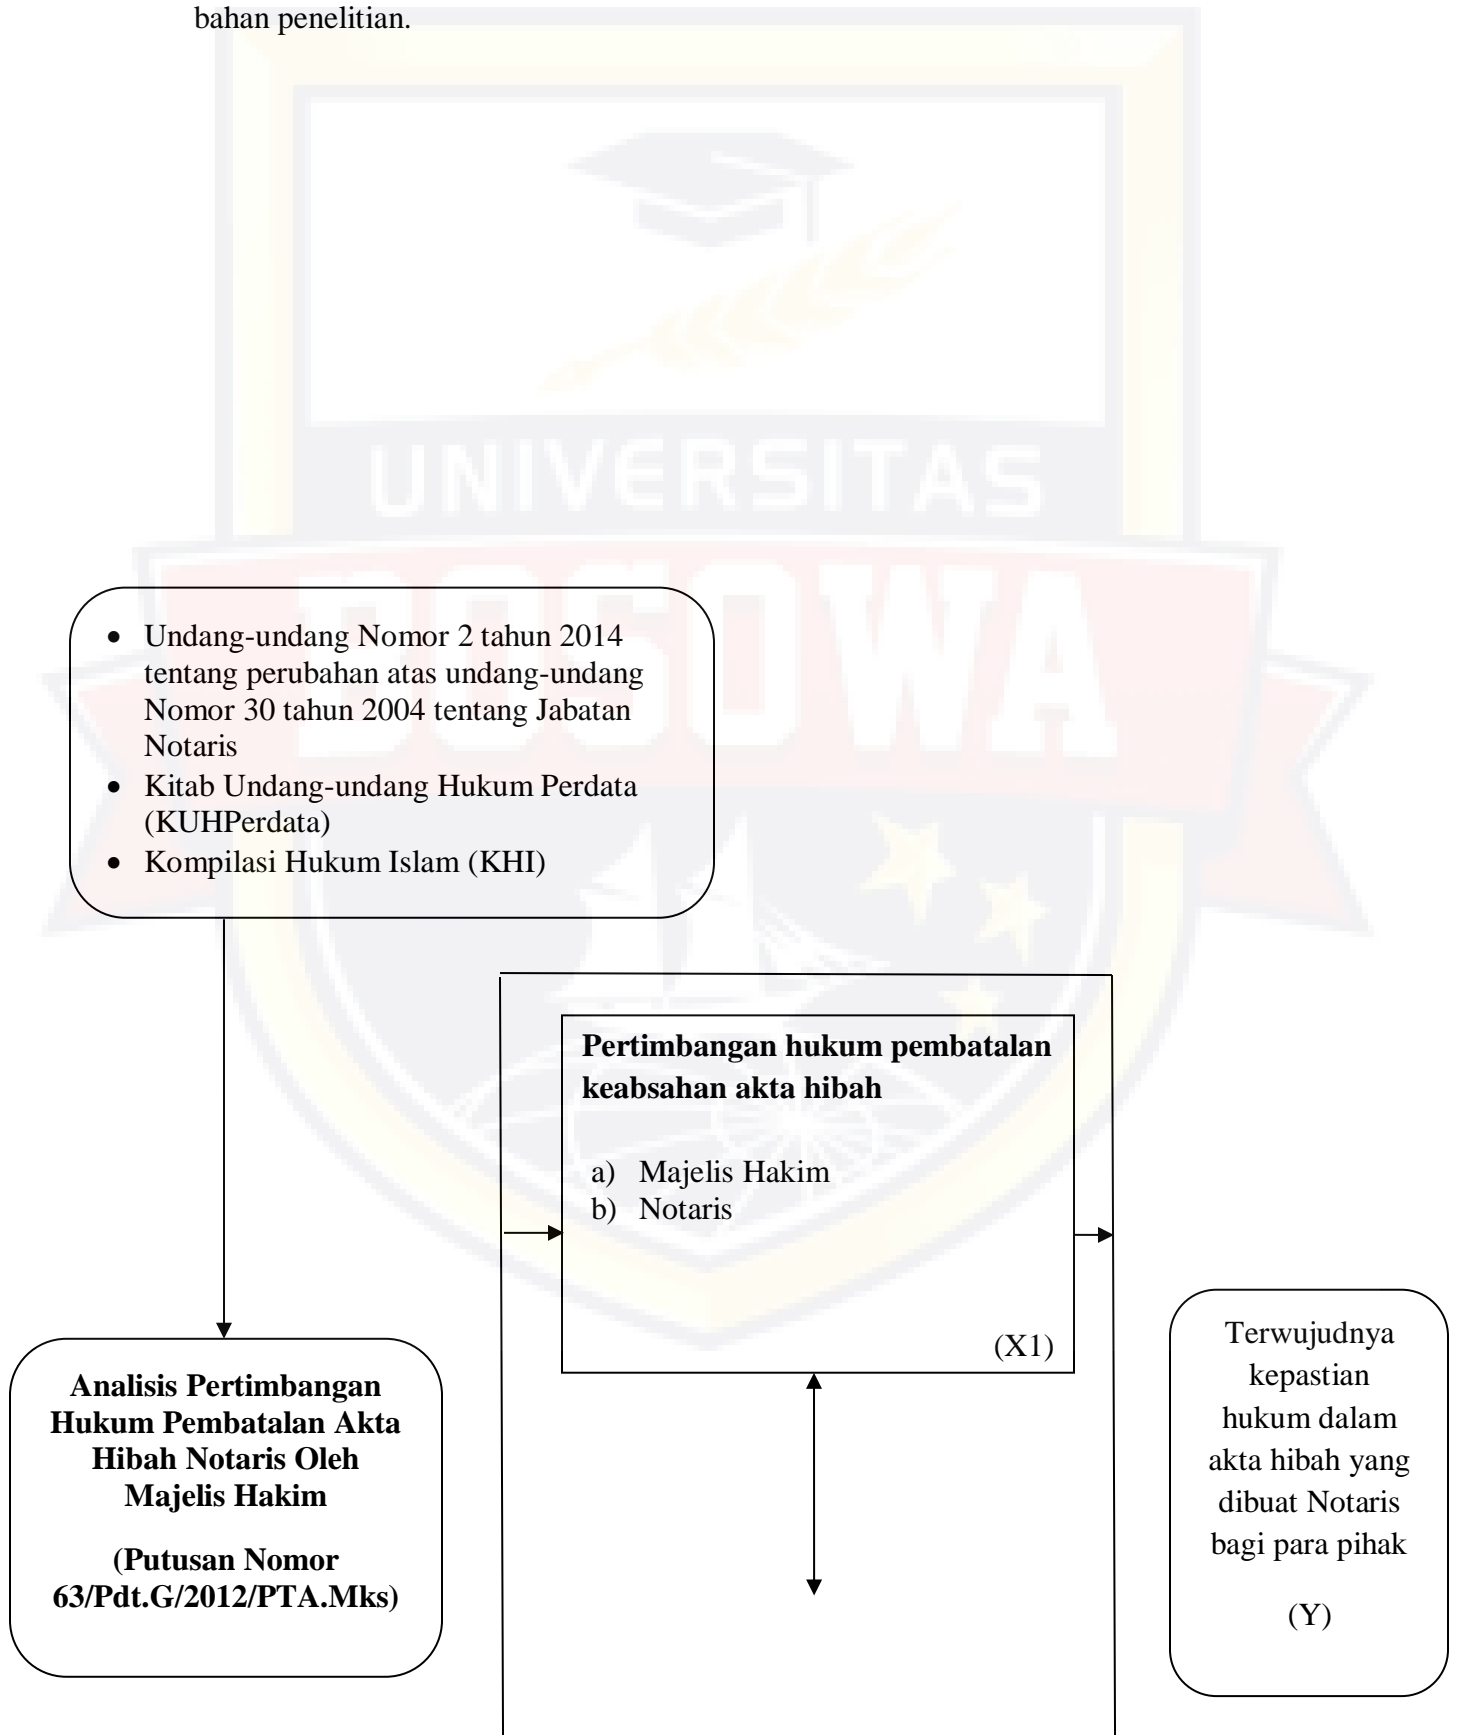 bahan penelitian.
UNIVERSITAS
BOSOWA
• Undang-undang Nomor 2 tahun 2014
tentang perubahan atas undang-undang
Nomor 30 tahun 2004 tentang Jabatan
Notaris
• Kitab Undang-undang Hukum Perdata
(KUHPerdata)
• Kompilasi Hukum Islam (KHI)
Pertimbangan hukum pembatalan
keabsahan akta hibah
a) Majelis Hakim
b) Notaris
(X1)
Analisis Pertimbangan
Hukum Pembatalan Akta
Hibah Notaris Oleh
Majelis Hakim
(Putusan Nomor
63/Pdt.G/2012/PTA.Mks)
Terwujudnya
kepastian
hukum dalam
akta hibah yang
dibuat Notaris
bagi para pihak
(Y)